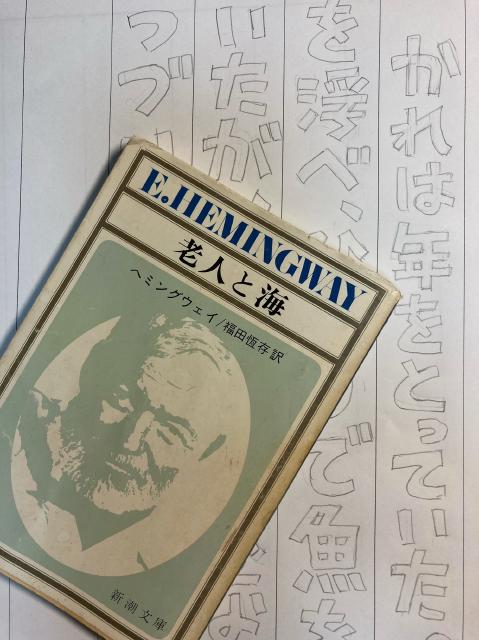 かれは年をとっていた
を浮べ、
で魚を
いたが
つづ
E.HEMINGWAY
老人と海
ヘミングウェイ/福田恆存訳
新潮文庫